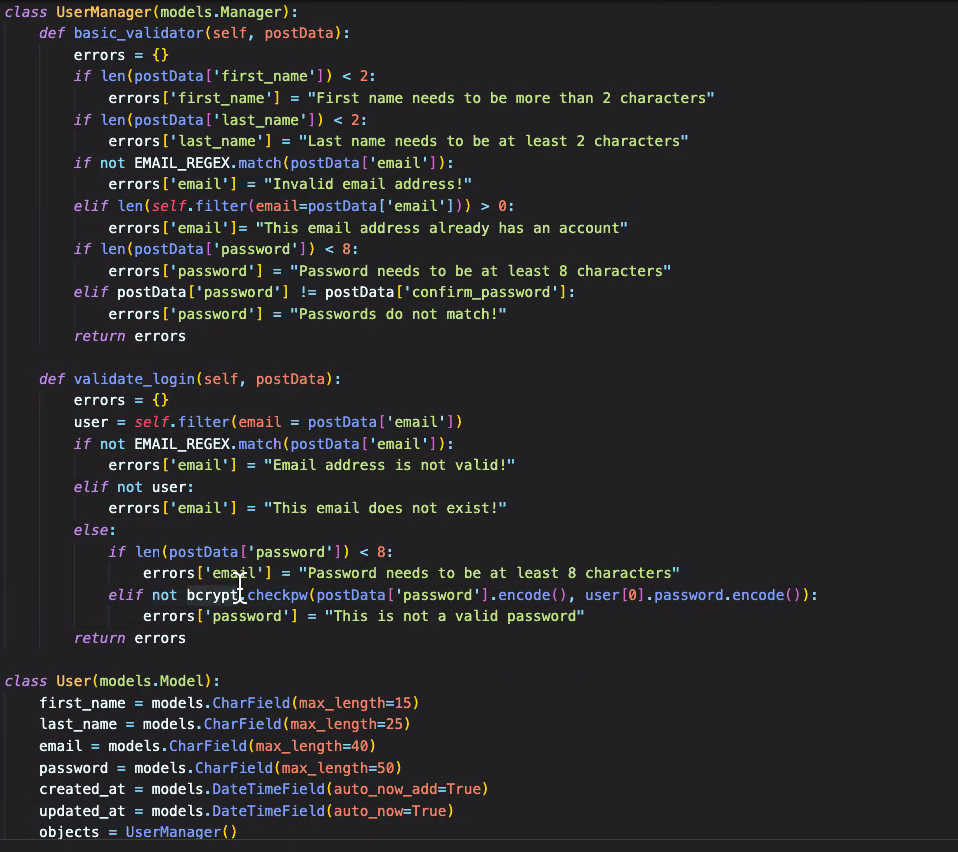 class UserManager(models.Manager):
    def basic_validator(self, postData):
        errors = {}
        if len(postData['first_name']) < 2:
            errors['first_name'] = "First name needs to be more than 2 characters"
        if len(postData['last_name']) < 2:
            errors['last_name'] = "Last name needs to be at least 2 characters"
        if not EMAIL_REGEX.match(postData['email']):
            errors['email'] = "Invalid email address!"
        elif len(self.filter(email=postData['email'])) > 0:
            errors['email']= "This email address already has an account"
        if len(postData['password']) < 8:
            errors['password'] = "Password needs to be at least 8 characters"
        elif postData['password'] != postData['confirm_password']:
            errors['password'] = "Passwords do not match!"
        return errors

    def validate_login(self, postData):
        errors = {}
        user = self.filter(email = postData['email'])
        if not EMAIL_REGEX.match(postData['email']):
            errors['email'] = "Email address is not valid!"
        elif not user:
            errors['email'] = "This email does not exist!"
        else:
            if len(postData['password']) < 8:
                errors['email'] = "Password needs to be at least 8 characters"
            elif not bcrypt.checkpw(postData['password'].encode(), user[0].password.encode()):
                errors['password'] = "This is not a valid password"
        return errors

class User(models.Model):
    first_name = models.CharField(max_length=15)
    last_name = models.CharField(max_length=25)
    email = models.CharField(max_length=40)
    password = models.CharField(max_length=50)
    created_at = models.DateTimeField(auto_now_add=True)
    updated_at = models.DateTimeField(auto_now=True)
    objects = UserManager()